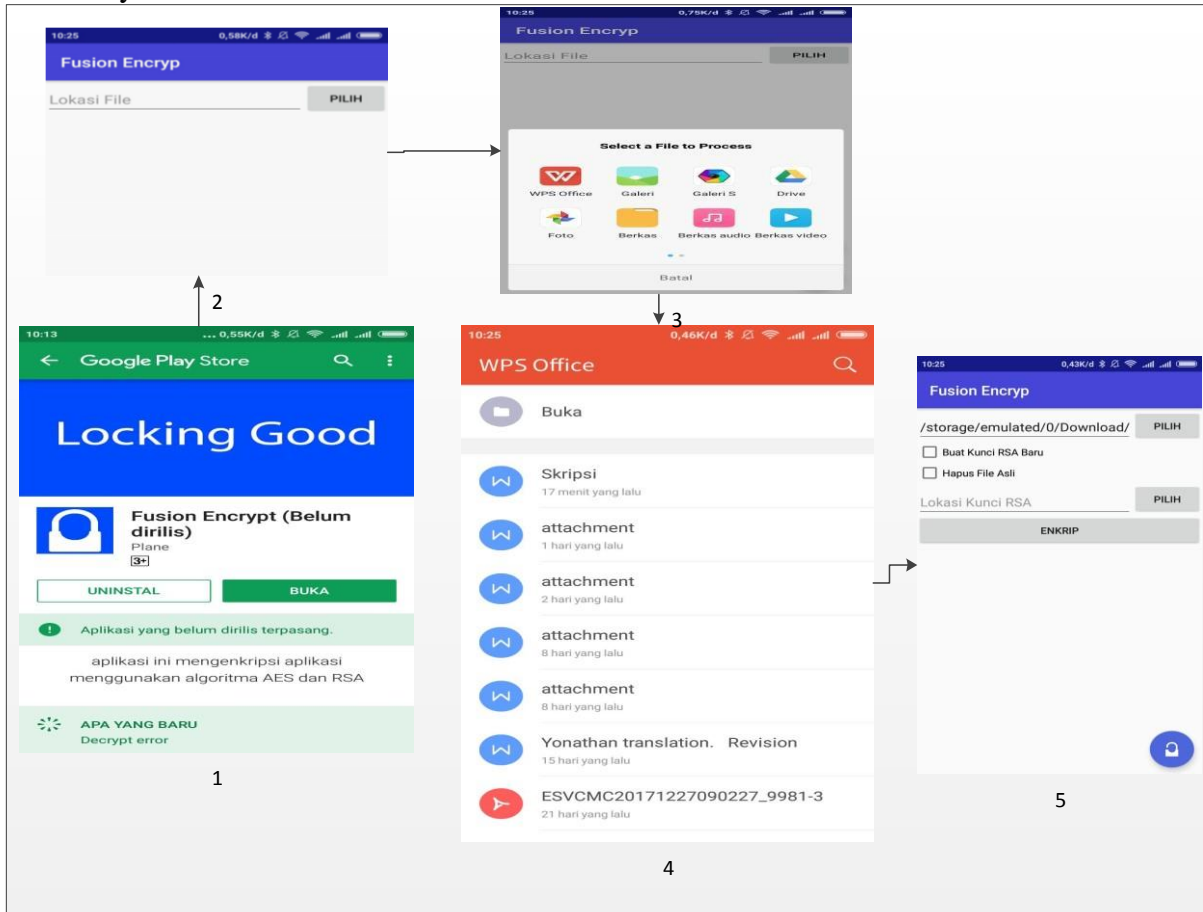 10:25 0,58K/d
Fusion Encryp
Lokasi File PILIH
10:25 0,75K/d
Fusion Encryp
Lokasi File PILIH
Select a File to Process
WPS Office Galeri Galeri S Drive
Foto Berkas Berkas audio Berkas video
Batal
2
3
10:13 ... 0,55K/d
Google Play Store
Locking Good
Fusion Encrypt (Belum
dirilis)
Plane
3+
UNINSTAL BUKA
Aplikasi yang belum dirilis terpasang.
aplikasi ini mengenkripsi aplikasi
menggunakan algoritma AES dan RSA
APA YANG BARU
Decrypt error
1
10:25 0,46K/d
WPS Office
Buka
Skripsi
17 menit yang lalu
attachment
1 hari yang lalu
attachment
2 hari yang lalu
attachment
8 hari yang lalu
attachment
8 hari yang lalu
Yonathan translation. Revision
15 hari yang lalu
ESVCMC20171227090227_9981-3
21 hari yang lalu
4
10:25 0,43K/d
Fusion Encryp
/storage/emulated/0/Download/ PILIH
Buat Kunci RSA Baru
Hapus File Asli
Lokasi Kunci RSA PILIH
ENKRIP
5